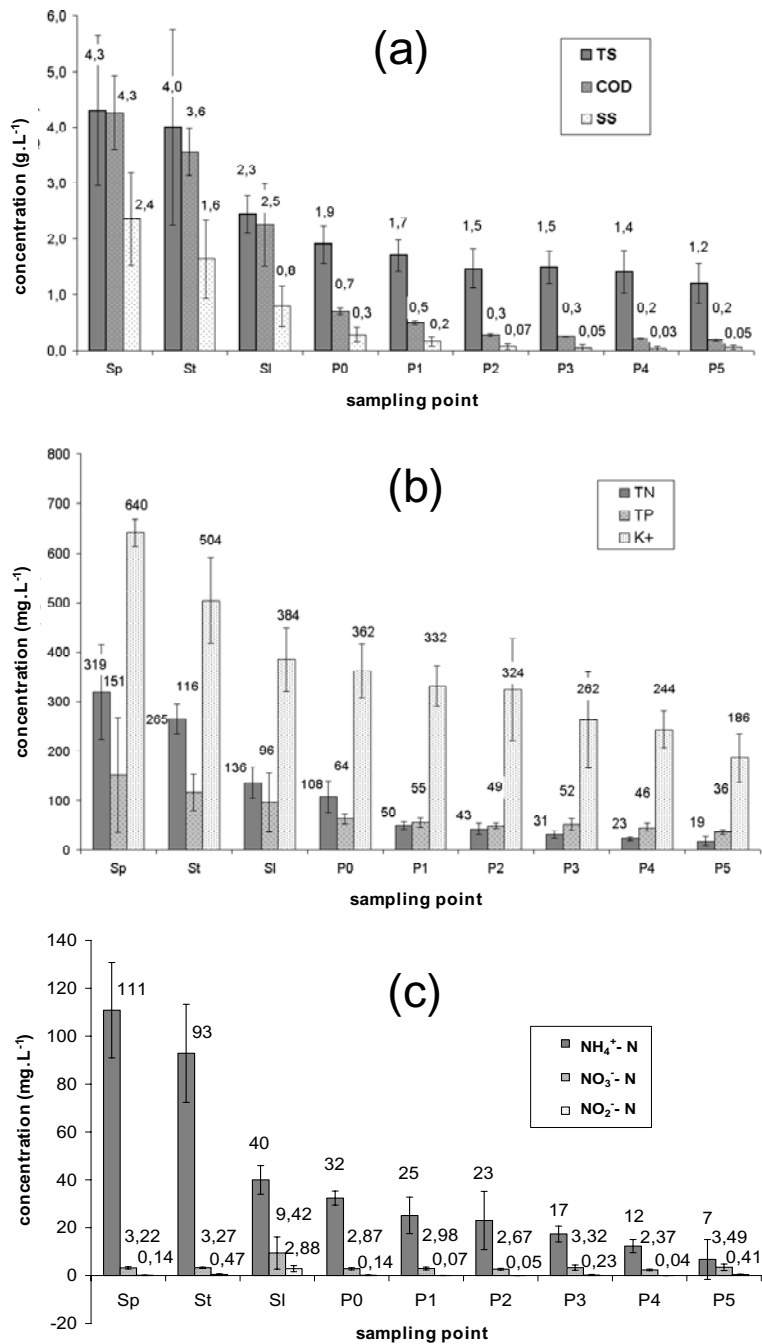 (a)
6,0
5,0
4,0
3,0
2,0
1,0
0,0
concentration (g.L⁻¹)
TS
COD
SS
4,3 4,3 2,4
4,0 3,6 1,6
2,3 2,5 0,8
1,9 0,7 0,3
1,7 0,5 0,2
1,5 0,3 0,07
1,5 0,3 0,05
1,4 0,2 0,03
1,2 0,2 0,05
Sp St Sl P0 P1 P2 P3 P4 P5
sampling point
(b)
800
700
600
500
400
300
200
100
0
concentration (mg.L⁻¹)
TN
TP
K+
319 151 640
265 116 504
136 96 384
108 64 362
50 55 332
43 49 324
31 52 262
23 46 244
19 36 186
Sp St Sl P0 P1 P2 P3 P4 P5
sampling point
(c)
140
120
100
80
60
40
20
0
-20
concentration (mg.L⁻¹)
NH₄⁺- N
NO₃⁻- N
NO₂⁻- N
111 3,22 0,14
93 3,27 0,47
40 9,42 2,88
32 2,87 0,14
25 2,98 0,07
23 2,67 0,05
17 3,32 0,23
12 2,37 0,04
7 3,49 0,41
Sp St Sl P0 P1 P2 P3 P4 P5
sampling point